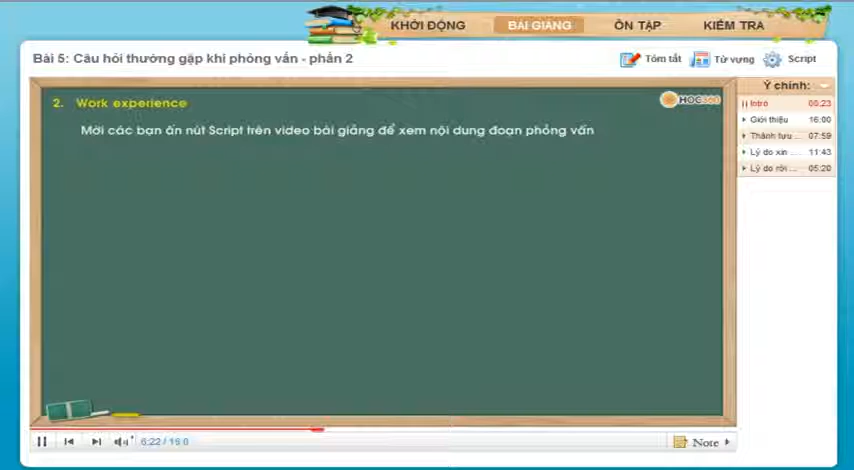 KHỞI ĐỘNG BÀI GIẢNG ÔN TẬP KIỂM TRA
Bài 5: Câu hỏi thường gặp khi phỏng vấn - phần 2
Tóm tắt Từ vựng Script
Ý chính:
2. Work experience
HOC360
Mời các bạn ấn nút Script trên video bài giảng để xem nội dung đoạn phỏng vấn
Intro 00:23
Giới thiệu 16:00
Thành tựu ... 07:59
Lý do xin ... 11:43
Lý do rời ... 05:20
6:22 / 16:0
Note